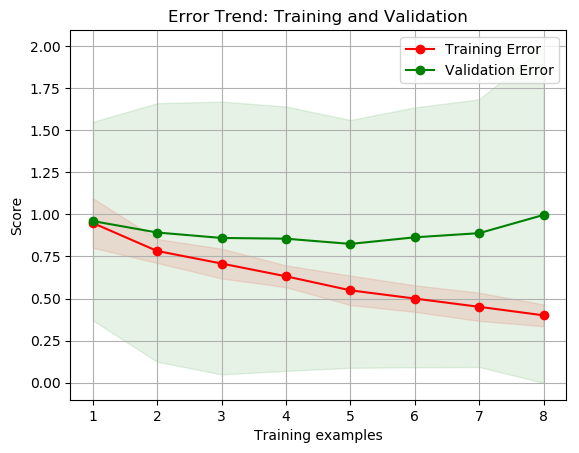 Error Trend: Training and Validation
Training Error
Validation Error
Score
2.00
1.75
1.50
1.25
1.00
0.75
0.50
0.25
0.00
1 2 3 4 5 6 7 8
Training examples